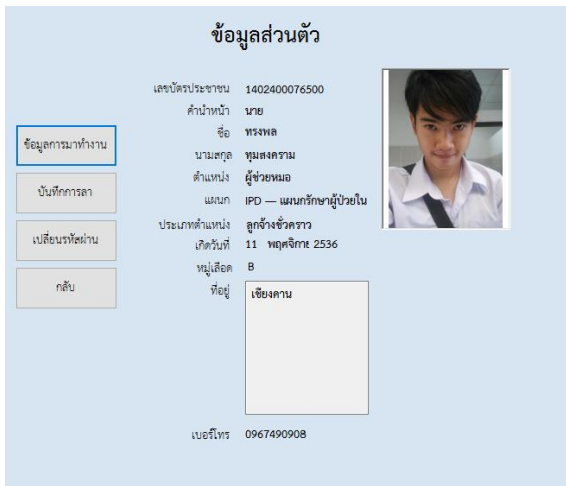 ข้อมูลส่วนตัว
เลขบัตรประชาชน 1402400076500
คำนำหน้า นาย
ชื่อ ทรงพล
นามสกุล ทุมสงคราม
ตำแหน่ง ผู้ช่วยหมอ
แผนก IPD — แผนกรักษาผู้ป่วยใน
ประเภทตำแหน่ง ลูกจ้างชั่วคราว
เกิดวันที่ 11 พฤศจิกาย 2536
หมู่เลือด B
ที่อยู่ เชียงคาน
เบอร์โทร 0967490908
ข้อมูลการมาทำงาน
บันทึกการลา
เปลี่ยนรหัสผ่าน
กลับ